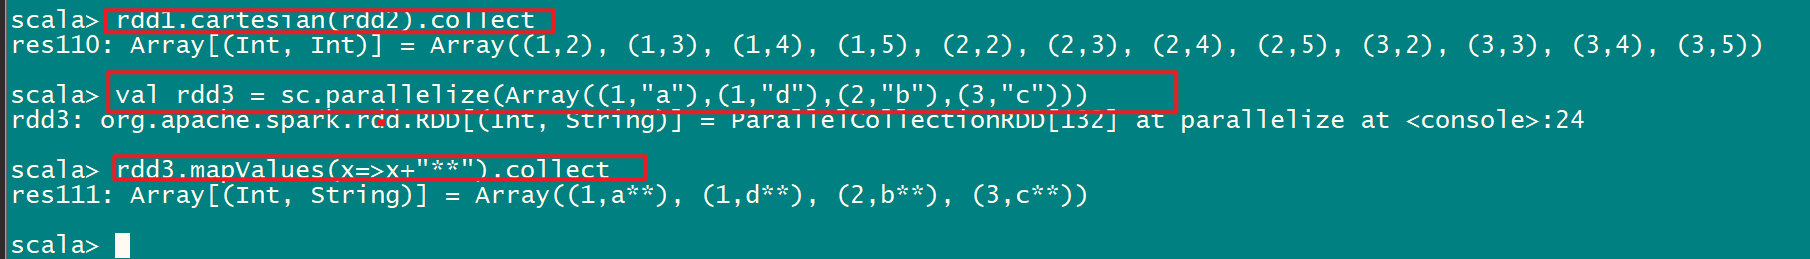 scala> rdd1.cartesian(rdd2).collect
res110: Array[(Int, Int)] = Array((1,2), (1,3), (1,4), (1,5), (2,2), (2,3), (2,4), (2,5), (3,2), (3,3), (3,4), (3,5))
scala> val rdd3 = sc.parallelize(Array((1,"a"),(1,"d"),(2,"b"),(3,"c")))
rdd3: org.apache.spark.rdd.RDD[(Int, String)] = ParallelCollectionRDD[132] at parallelize at <console>:24
scala> rdd3.mapValues(x=>x+"**").collect
res111: Array[(Int, String)] = Array((1,a**), (1,d**), (2,b**), (3,c**))
scala>